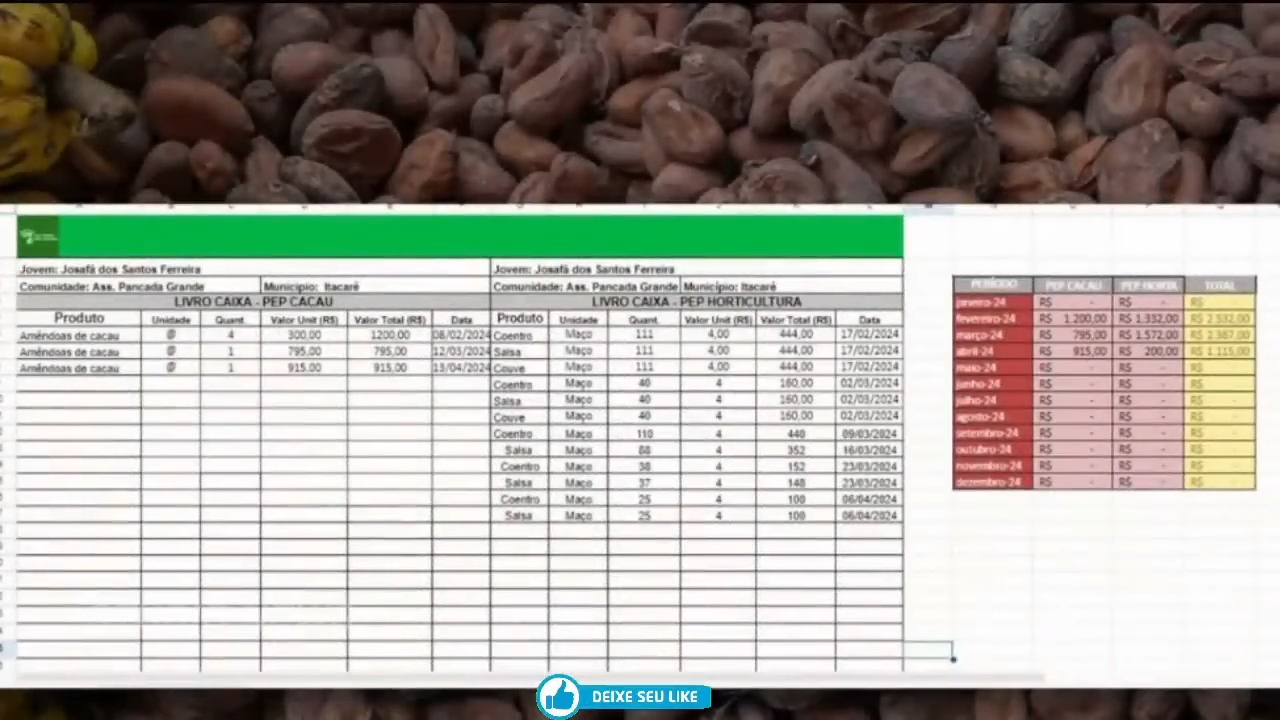 Jovem: Josafá dos Santos Ferreira Jovem: Josafá dos Santos Ferreira
Comunidade: Ass. Pancada Grande Município: Itacaré Comunidade: Ass. Pancada Grande Município: Itacaré
LIVRO CAIXA - PEP CACAU LIVRO CAIXA - PEP HORTICULTURA
Produto Unidade Quant. Valor Unit (R$) Valor Total (R$) Data Produto Unidade Quant. Valor Unit (R$) Valor Total (R$) Data
Amêndoas de cacau @ 4 300,00 1200,00 08/02/2024 Coentro Maço 111 4,00 444,00 17/02/2024
Amêndoas de cacau @ 1 795,00 795,00 12/03/2024 Salsa Maço 111 4,00 444,00 17/02/2024
Amêndoas de cacau @ 1 915,00 915,00 13/04/2024 Couve Maço 111 4,00 444,00 17/02/2024
Coentro Maço 40 4 160,00 02/03/2024
Salsa Maço 40 4 160,00 02/03/2024
Couve Maço 40 4 160,00 02/03/2024
Coentro Maço 110 4 440 09/03/2024
Salsa Maço 88 4 352 16/03/2024
Coentro Maço 38 4 152 23/03/2024
Salsa Maço 37 4 148 23/03/2024
Coentro Maço 25 4 100 06/04/2024
Salsa Maço 25 4 100 06/04/2024
PERÍODO PEP CACAU PEP HORTA TOTAL
janeiro-24 R$ - R$ - R$ -
fevereiro-24 R$ 1.200,00 R$ 1.332,00 R$ 2.532,00
março-24 R$ 795,00 R$ 1.572,00 R$ 2.367,00
abril-24 R$ 915,00 R$ 200,00 R$ 1.115,00
maio-24 R$ - R$ - R$ -
junho-24 R$ - R$ - R$ -
julho-24 R$ - R$ - R$ -
agosto-24 R$ - R$ - R$ -
setembro-24 R$ - R$ - R$ -
outubro-24 R$ - R$ - R$ -
novembro-24 R$ - R$ - R$ -
dezembro-24 R$ - R$ - R$ -
DEIXE SEU LIKE